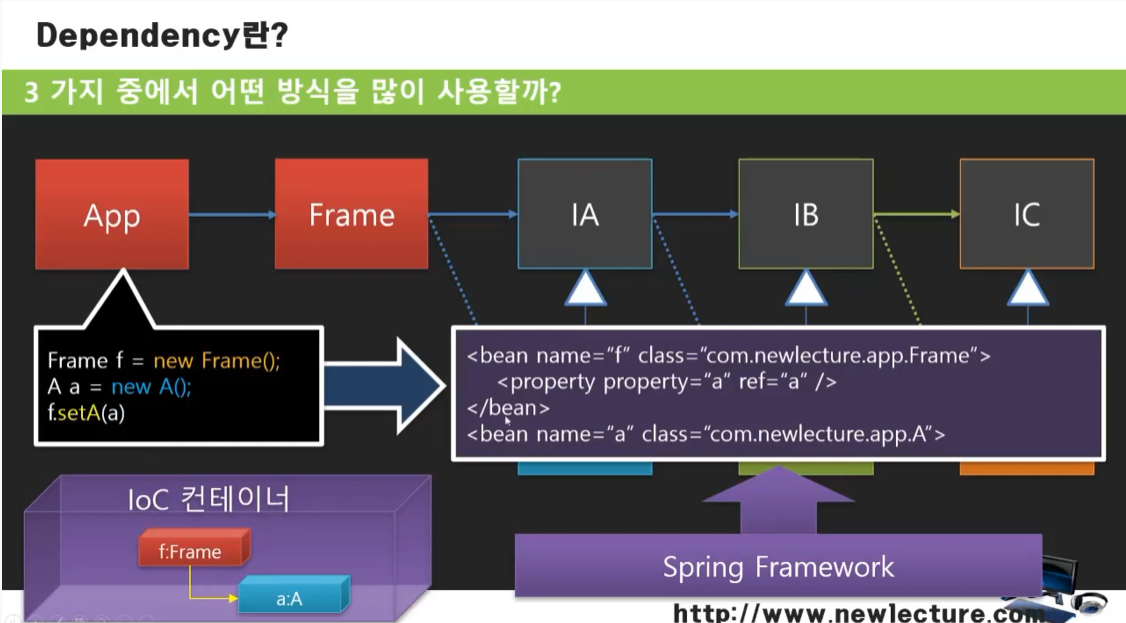 Dependency란?
3 가지 중에서 어떤 방식을 많이 사용할까?
App
Frame
IA
IB
IC
Frame f = new Frame();
A a = new A();
f.setA(a)
<bean name="f" class="com.newlecture.app.Frame">
<property property="a" ref="a" />
</bean>
<bean name="a" class="com.newlecture.app.A">
IoC 컨테이너
f:Frame
a:A
Spring Framework
http://www.newlecture.com